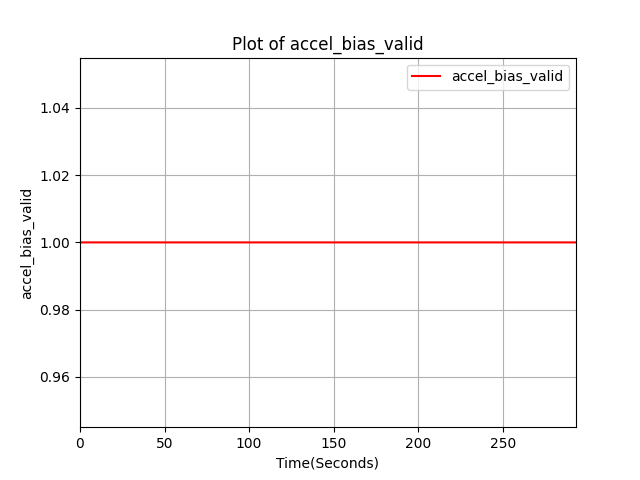 Plot of accel_bias_valid
accel_bias_valid
1.04
1.02
1.00
0.98
0.96
accel_bias_valid
0 50 100 150 200 250
Time(Seconds)